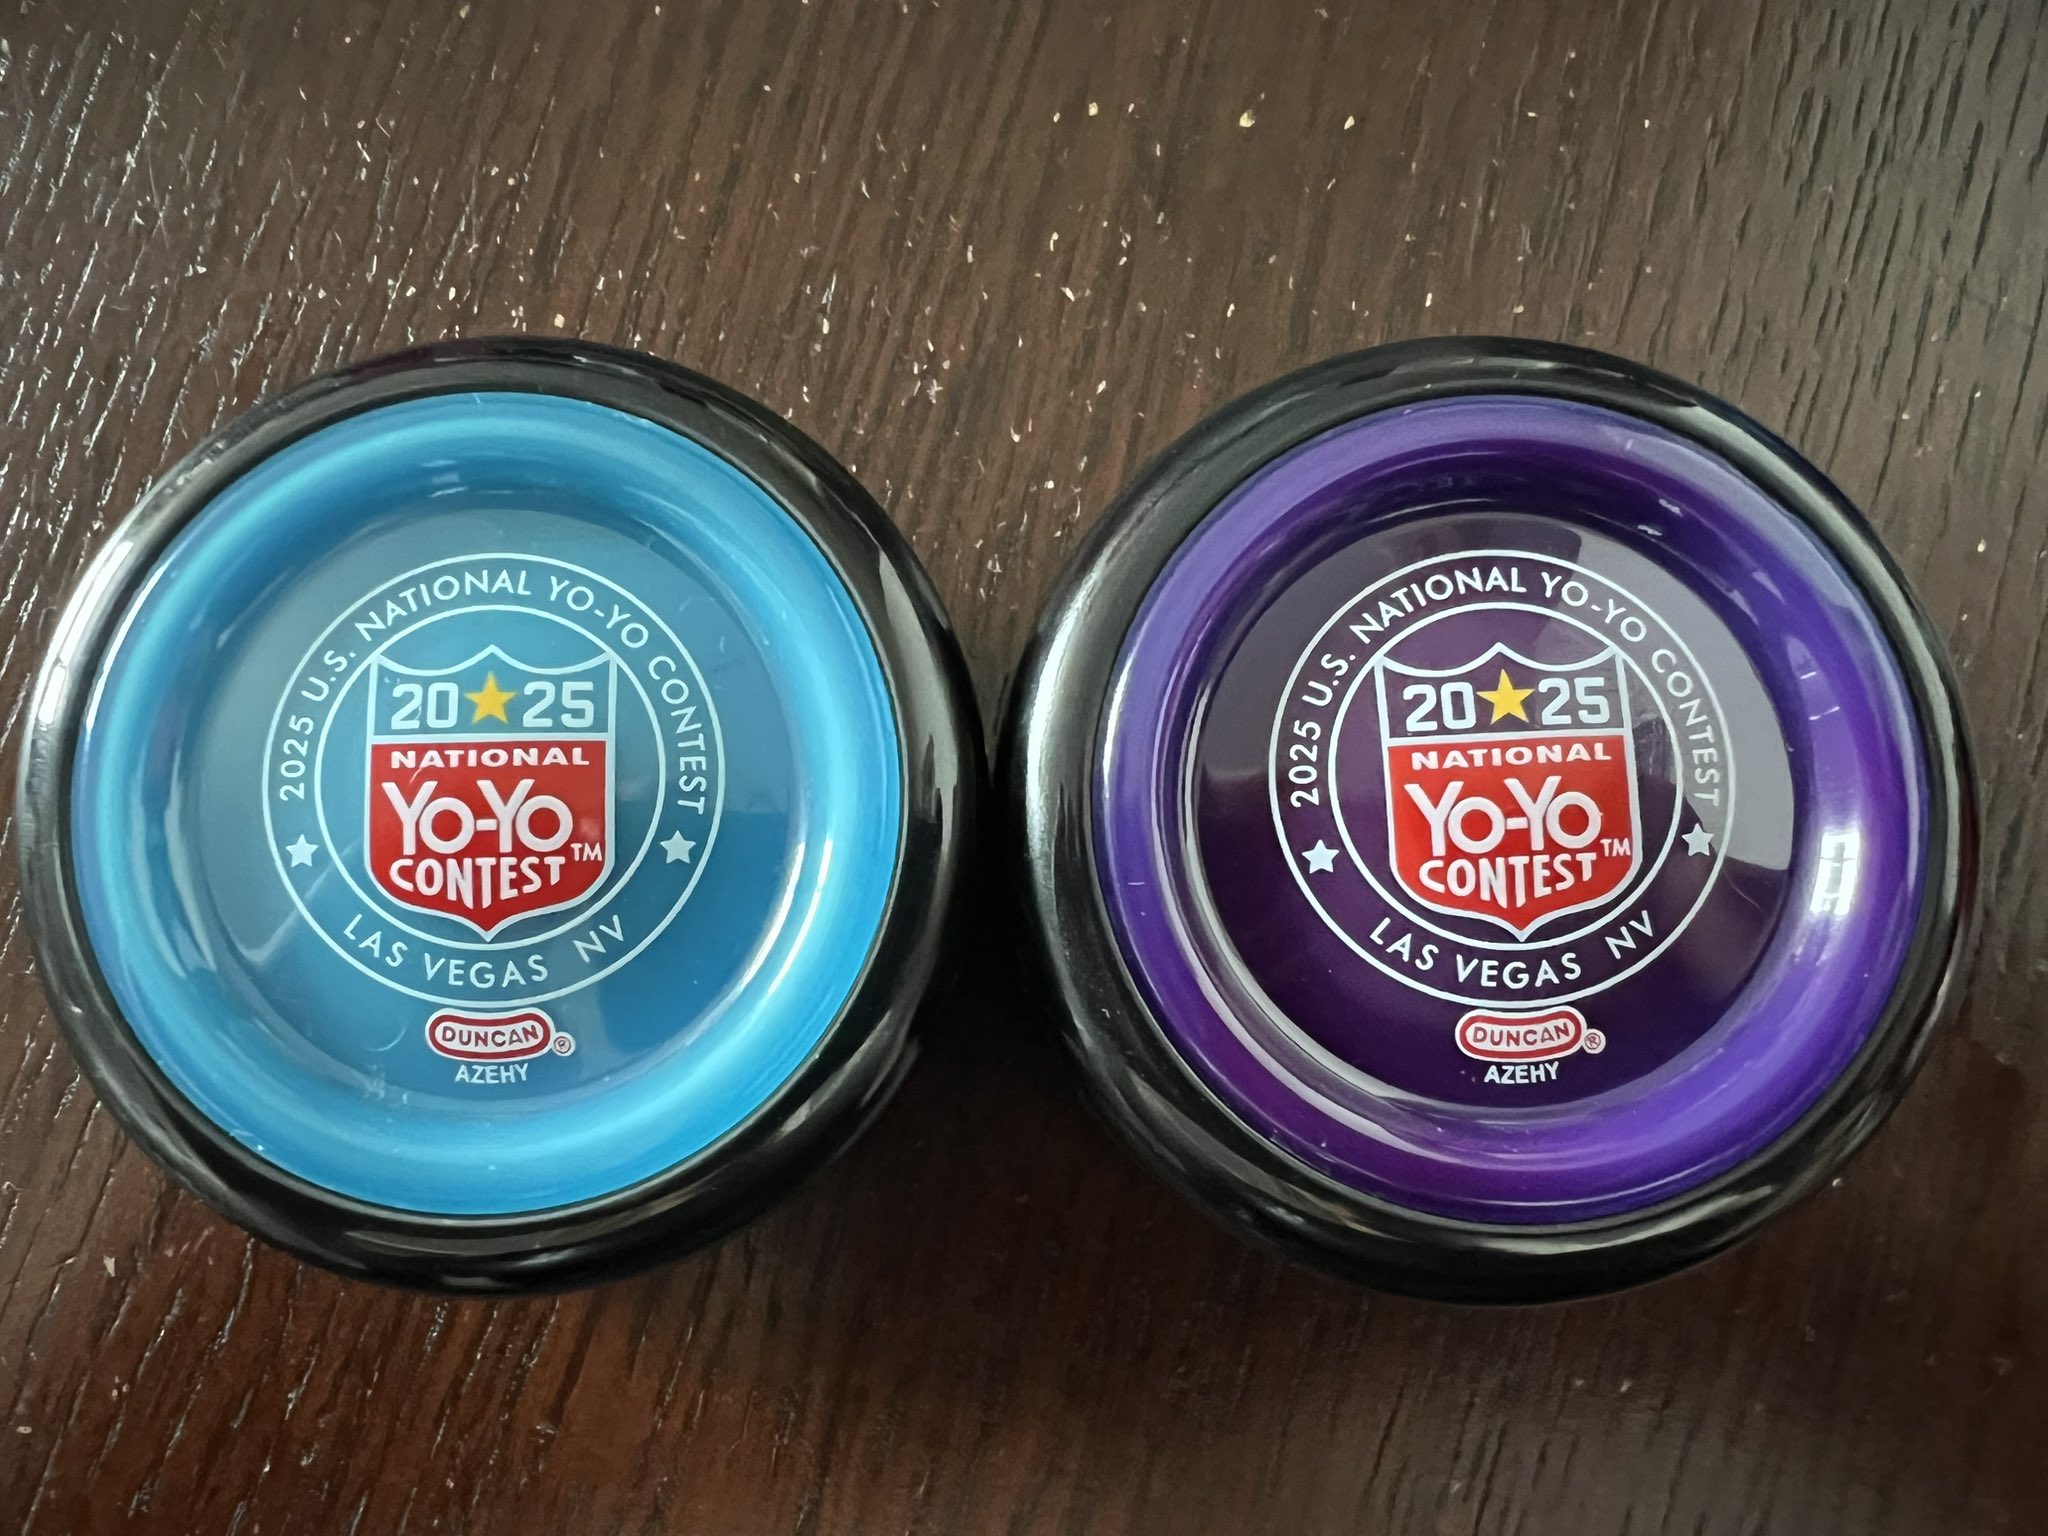 2025 U.S. NATIONAL YO-YO CONTEST
20 25
NATIONAL
YO-YO
CONTEST™
LAS VEGAS NV
DUNCAN®
AZEHY
2025 U.S. NATIONAL YO-YO CONTEST
20 25
NATIONAL
YO-YO
CONTEST™
LAS VEGAS NV
DUNCAN®
AZEHY